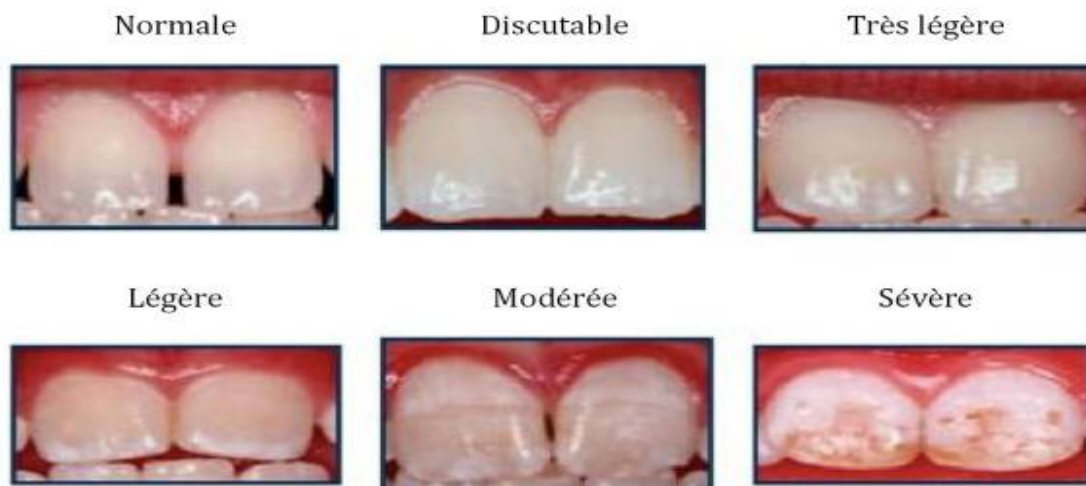 Normale
Discutable
Très légère
Légère
Modérée
Sévère